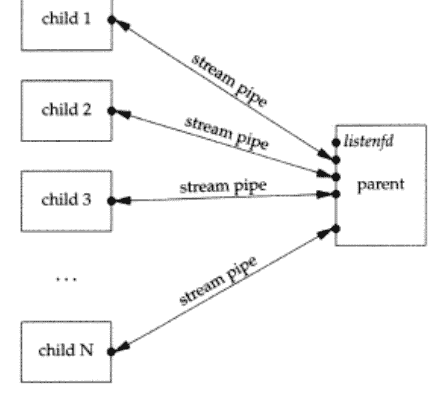 child 1
stream pipe
child 2
stream pipe
listenfd
parent
child 3
stream pipe
...
stream pipe
child N